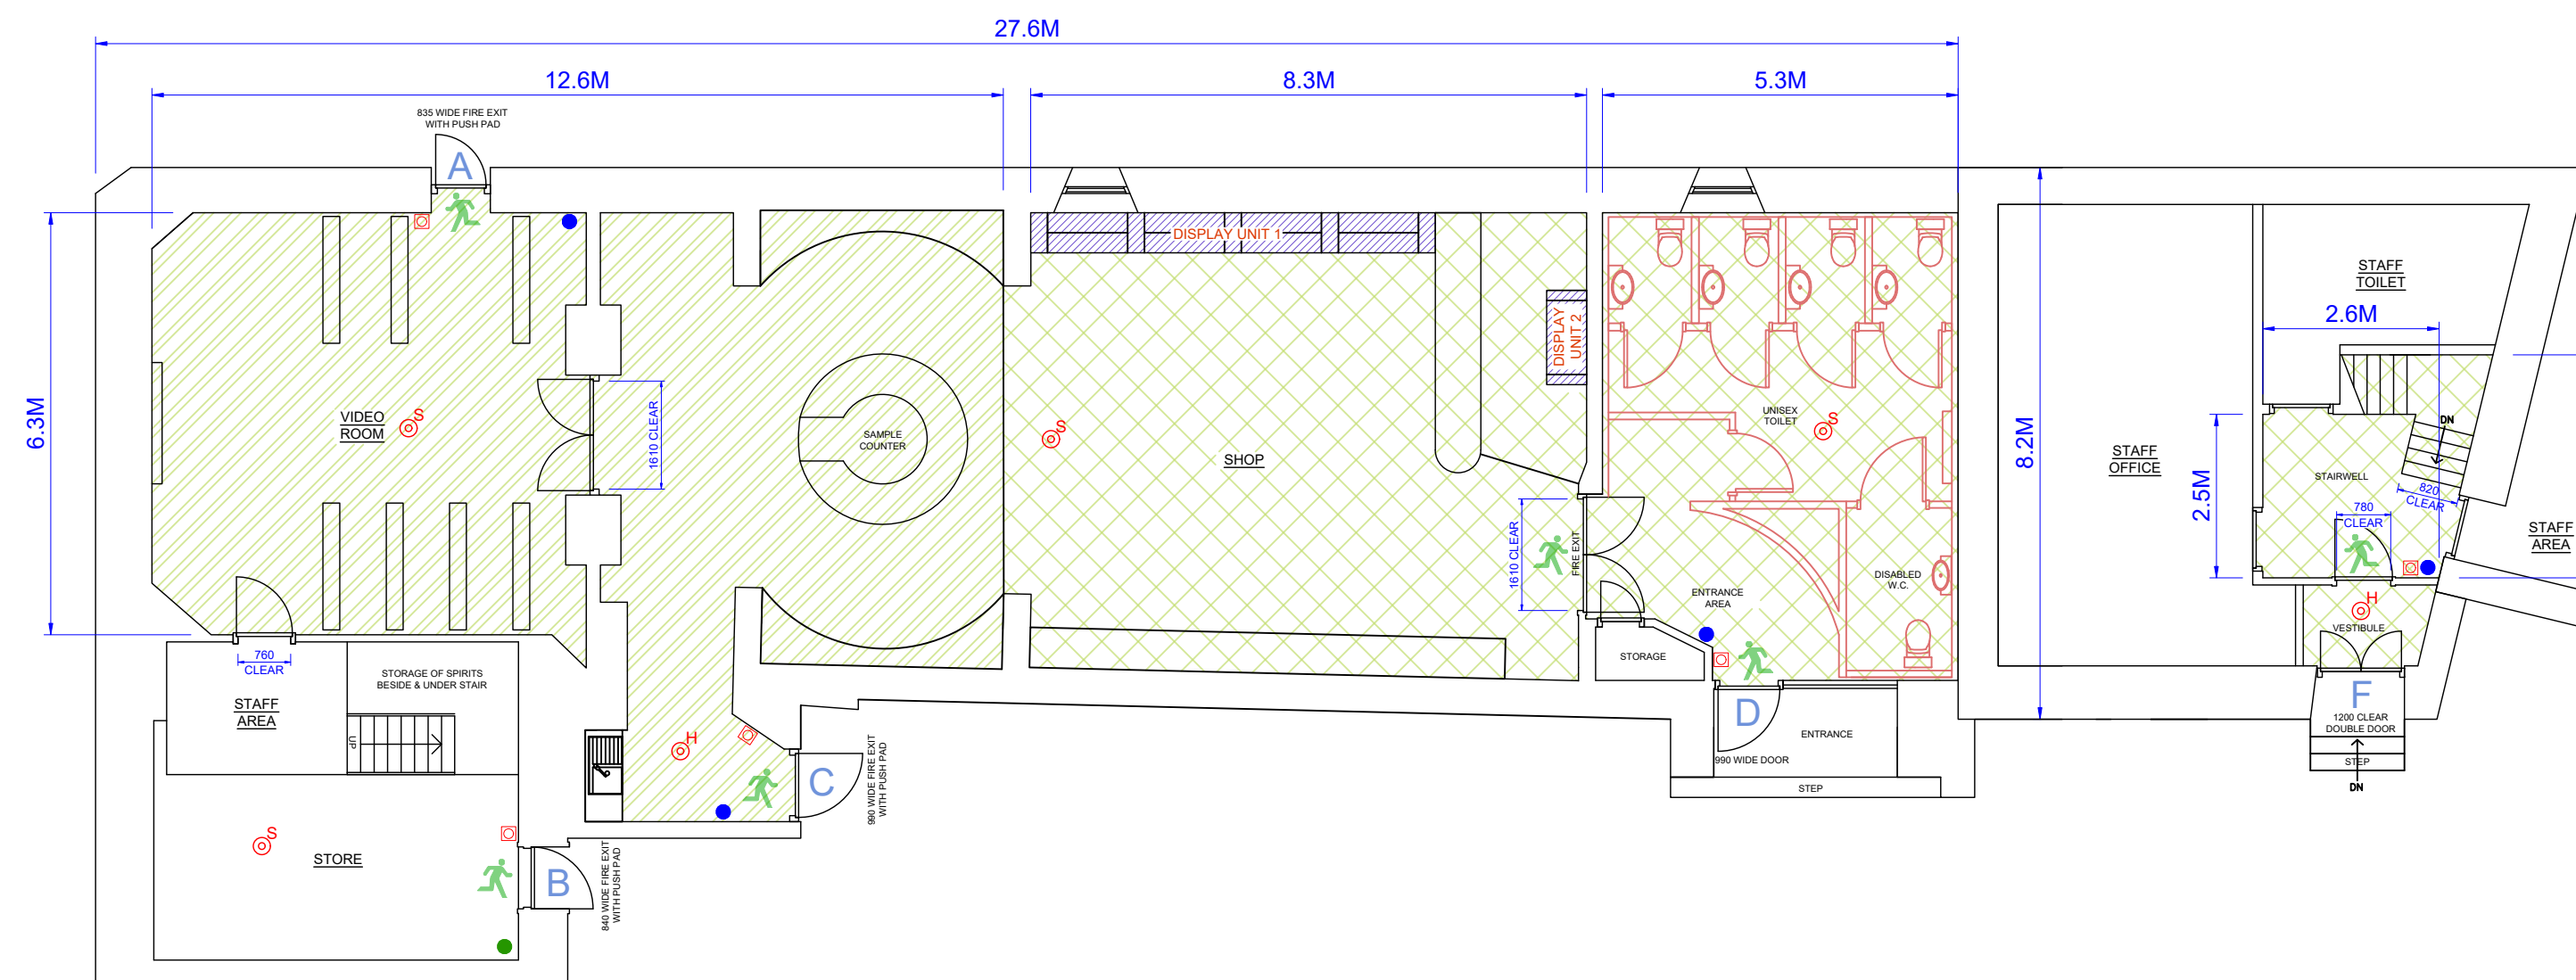 27.6M
12.6M
8.3M
5.3M
835 WIDE FIRE EXIT
WITH PUSH PAD
A
DISPLAY UNIT 1
DISPLAY
UNIT 2
STAFF
TOILET
2.6M
6.3M
VIDEO
ROOM
S
1610 CLEAR
SAMPLE
COUNTER
S
SHOP
UNISEX
TOILET
S
8.2M
STAFF
OFFICE
DN
STAIRWELL
2.5M
820
CLEAR
780
CLEAR
STAFF
AREA
1610 CLEAR
FIRE EXIT
DISABLED
W.C.
ENTRANCE
AREA
H
VESTIBULE
760
CLEAR
STORAGE OF SPIRITS
BESIDE & UNDER STAIR
STORAGE
STAFF
AREA
UP
H
D
ENTRANCE
990 WIDE DOOR
STEP
F
1200 CLEAR
DOUBLE DOOR
STEP
DN
C
990 WIDE FIRE EXIT
WITH PUSH PAD
S
STORE
B
840 WIDE FIRE EXIT
WITH PUSH PAD